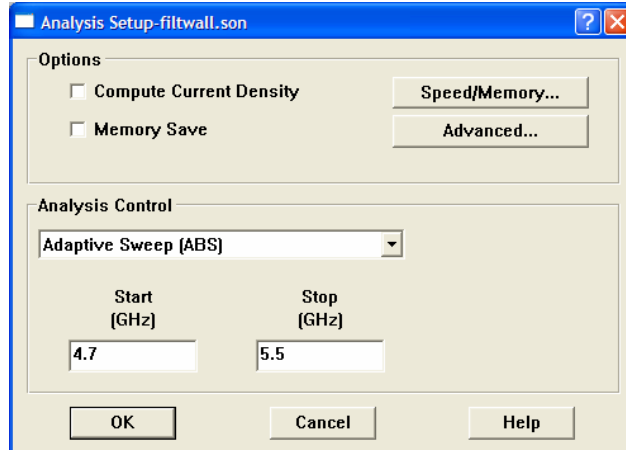 Analysis Setup-filtwall.son
Options
Compute Current Density
Speed/Memory...
Memory Save
Advanced...
Analysis Control
Adaptive Sweep (ABS)
Start Stop
(GHz) (GHz)
4.7 5.5
OK Cancel Help